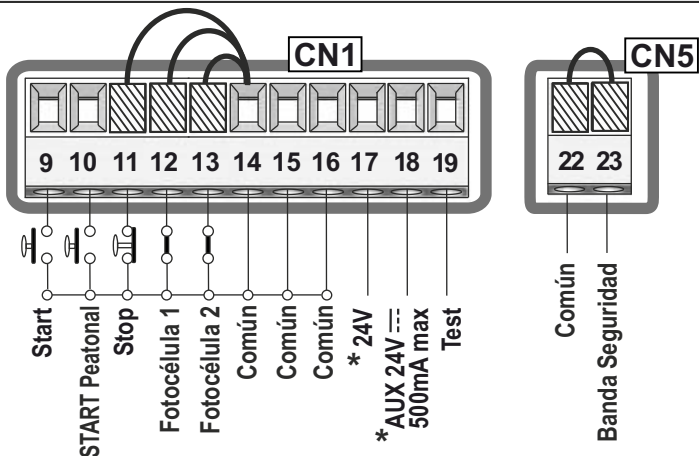 CN1
CN5
9 10 11 12 13 14 15 16 17 18 19
22 23
Start
START Peatonal
Stop
Fotocélula 1
Fotocélula 2
Común
Común
Común
* 24V
* AUX 24V ⎓
500mA max
Test
Común
Banda Seguridad